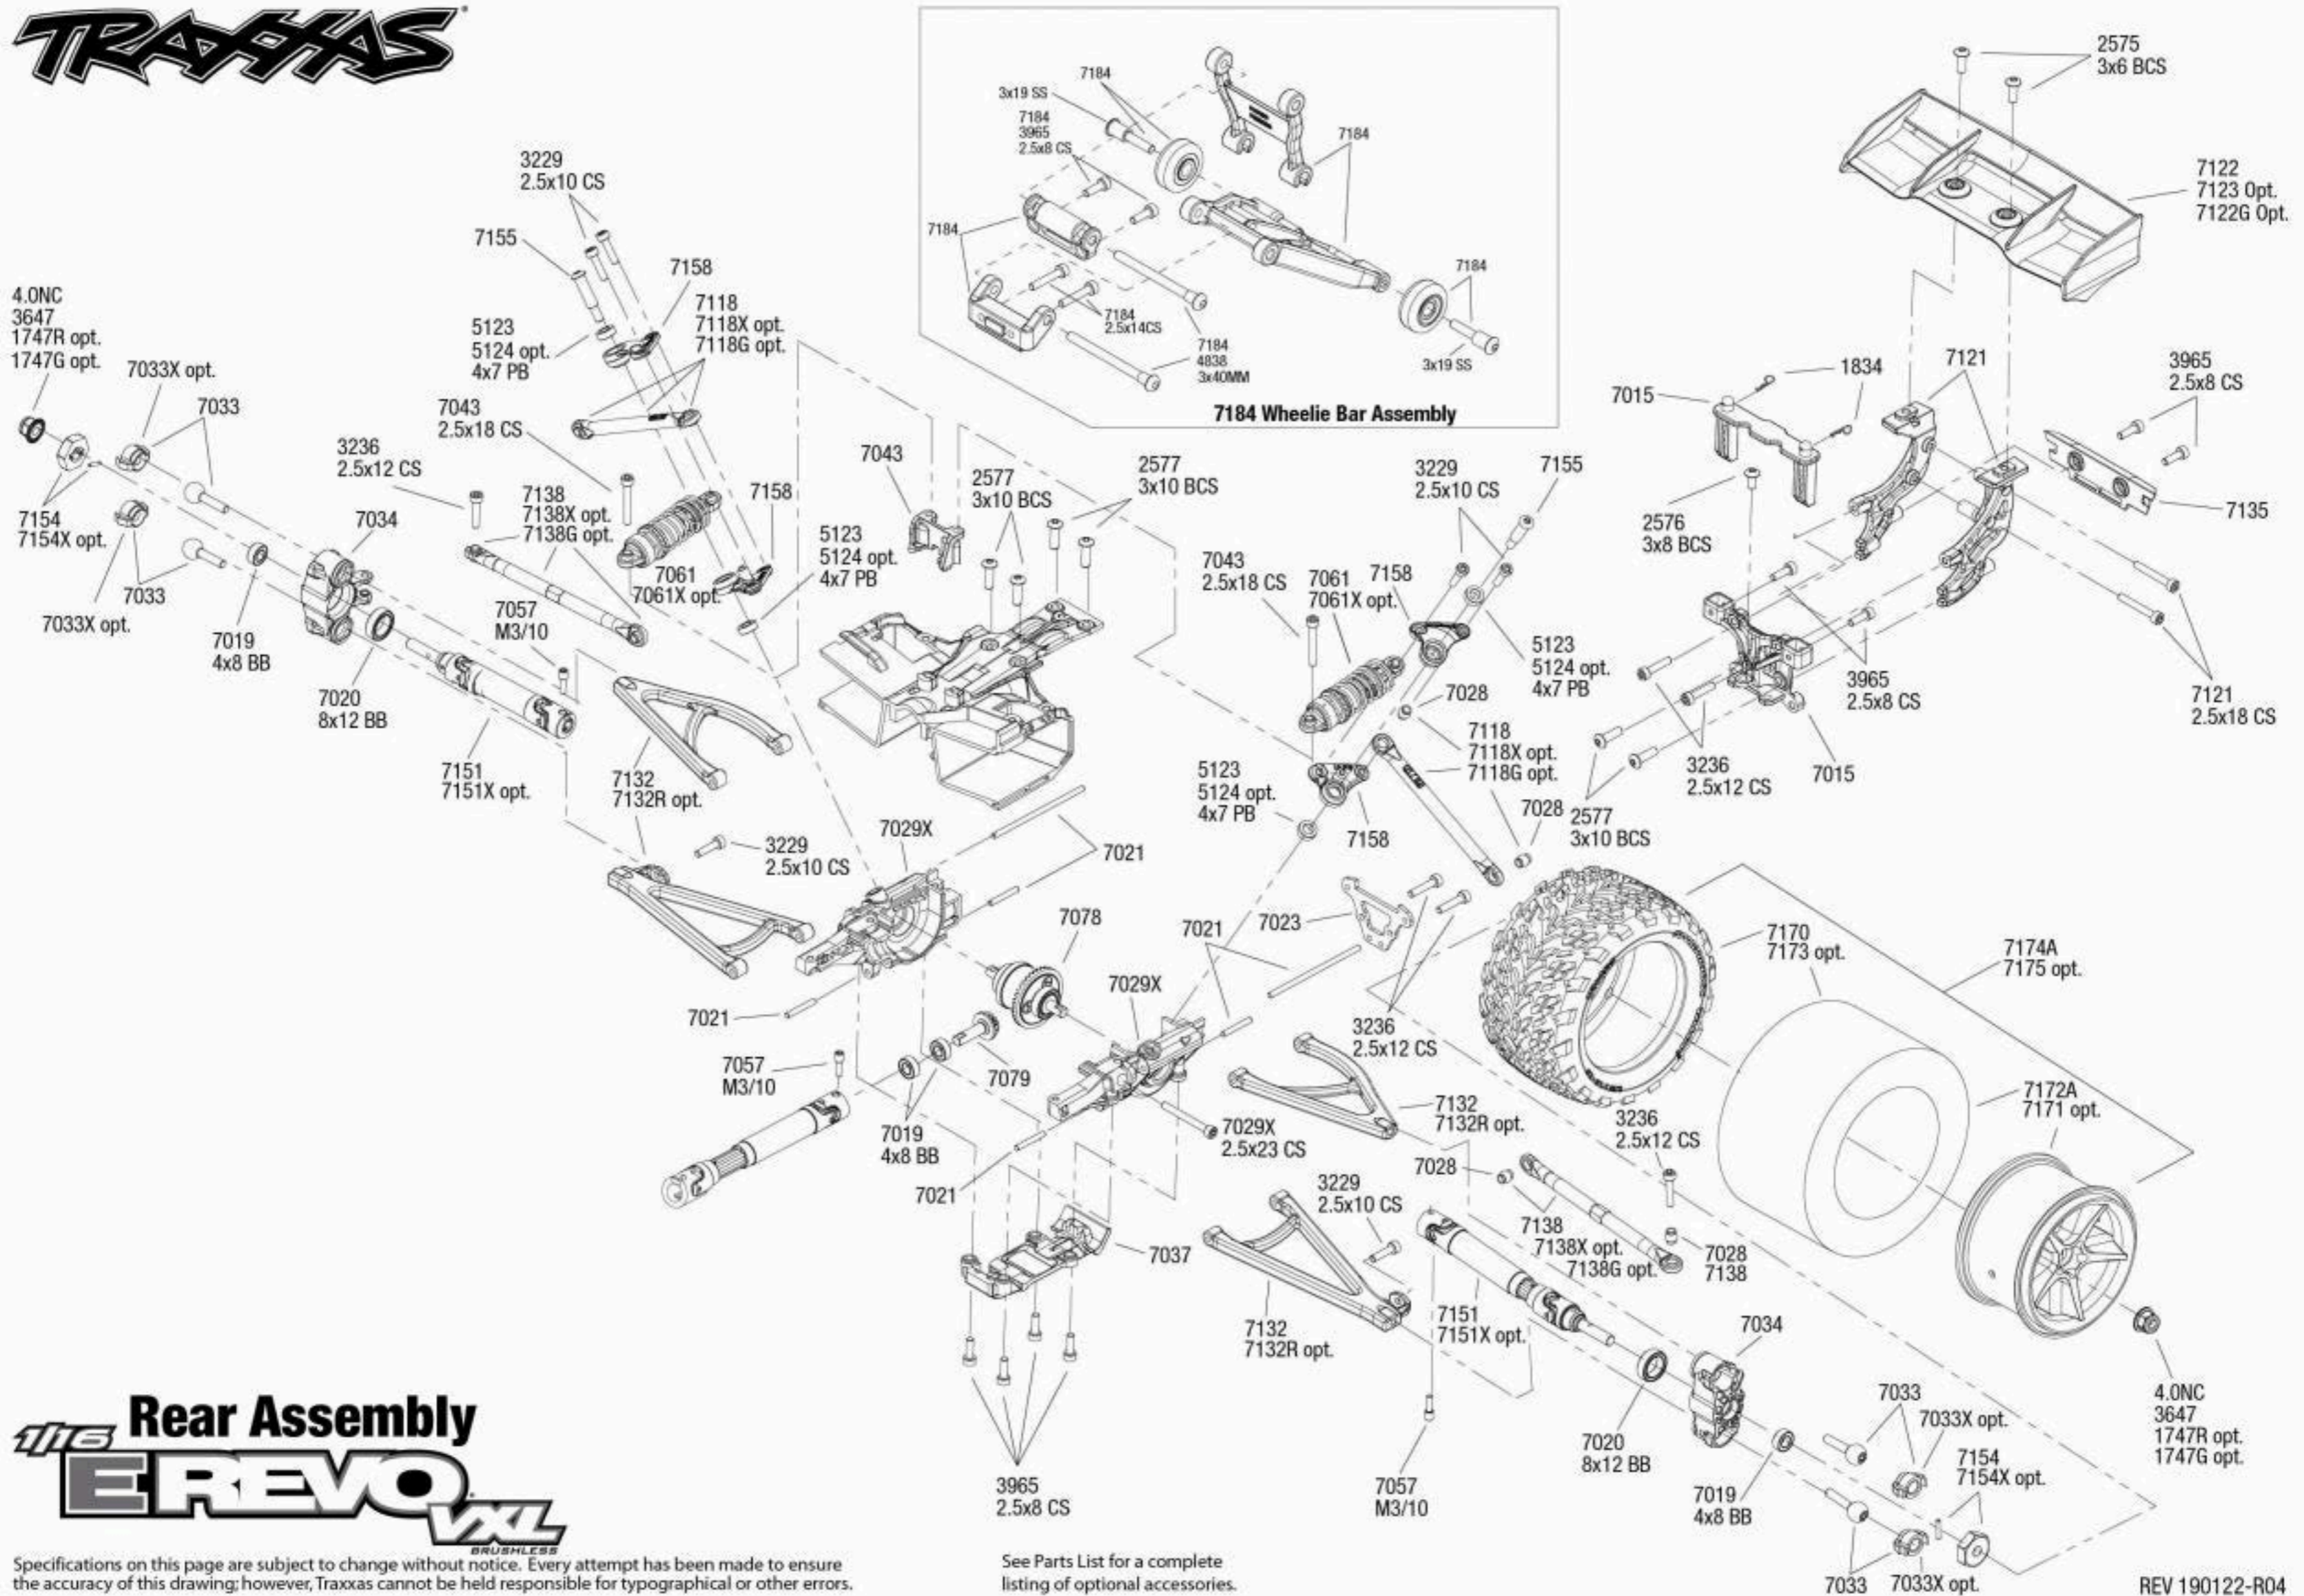 TRAXXAS
7184
3x19 SS
7184
3965
2.5x8 CS
7184
7184
7184
2.5x14CS
7184
4838
3x40MM
7184
3x19 SS
7184 Wheelie Bar Assembly
2575
3x6 BCS
7122
7123 Opt.
7122G Opt.
3229
2.5x10 CS
7155
7158
7118
7118X opt.
7118G opt.
5123
5124 opt.
4x7 PB
4.0NC
3647
1747R opt.
1747G opt.
7033X opt.
7033
7043
2.5x18 CS
3236
2.5x12 CS
7138
7138X opt.
7138G opt.
7158
7154
7154X opt.
7034
7033
7033X opt.
7019
4x8 BB
7020
8x12 BB
7057
M3/10
7061
7061X opt.
5123
5124 opt.
4x7 PB
7151
7151X opt.
7132
7132R opt.
7043
2577
3x10 BCS
2577
3x10 BCS
3229
2.5x10 CS
7155
7043
2.5x18 CS
7061
7061X opt.
7158
5123
5124 opt.
4x7 PB
7028
7118
7118X opt.
7118G opt.
5123
5124 opt.
4x7 PB
7158
7028
7015
1834
7121
3965
2.5x8 CS
2576
3x8 BCS
7135
3965
2.5x8 CS
7121
2.5x18 CS
3236
2.5x12 CS
7015
2577
3x10 BCS
3229
2.5x10 CS
7029X
7021
7021
7078
7021
7023
7029X
3236
2.5x12 CS
7170
7173 opt.
7174A
7175 opt.
7057
M3/10
7079
7019
4x8 BB
7029X
2.5x23 CS
7021
7132
7132R opt.
7172A
7171 opt.
3236
2.5x12 CS
7028
3229
2.5x10 CS
7138
7138X opt.
7138G opt.
7028
7138
7037
7132
7132R opt.
7151
7151X opt.
7034
3965
2.5x8 CS
7057
M3/10
7020
8x12 BB
7019
4x8 BB
7033
7033X opt.
7154
7154X opt.
4.0NC
3647
1747R opt.
1747G opt.
7033
7033X opt.
Rear Assembly
1/16
E REVO
VXL
BRUSHLESS
Specifications on this page are subject to change without notice. Every attempt has been made to ensure
the accuracy of this drawing; however, Traxxas cannot be held responsible for typographical or other errors.
See Parts List for a complete
listing of optional accessories.
REV 190122-R04